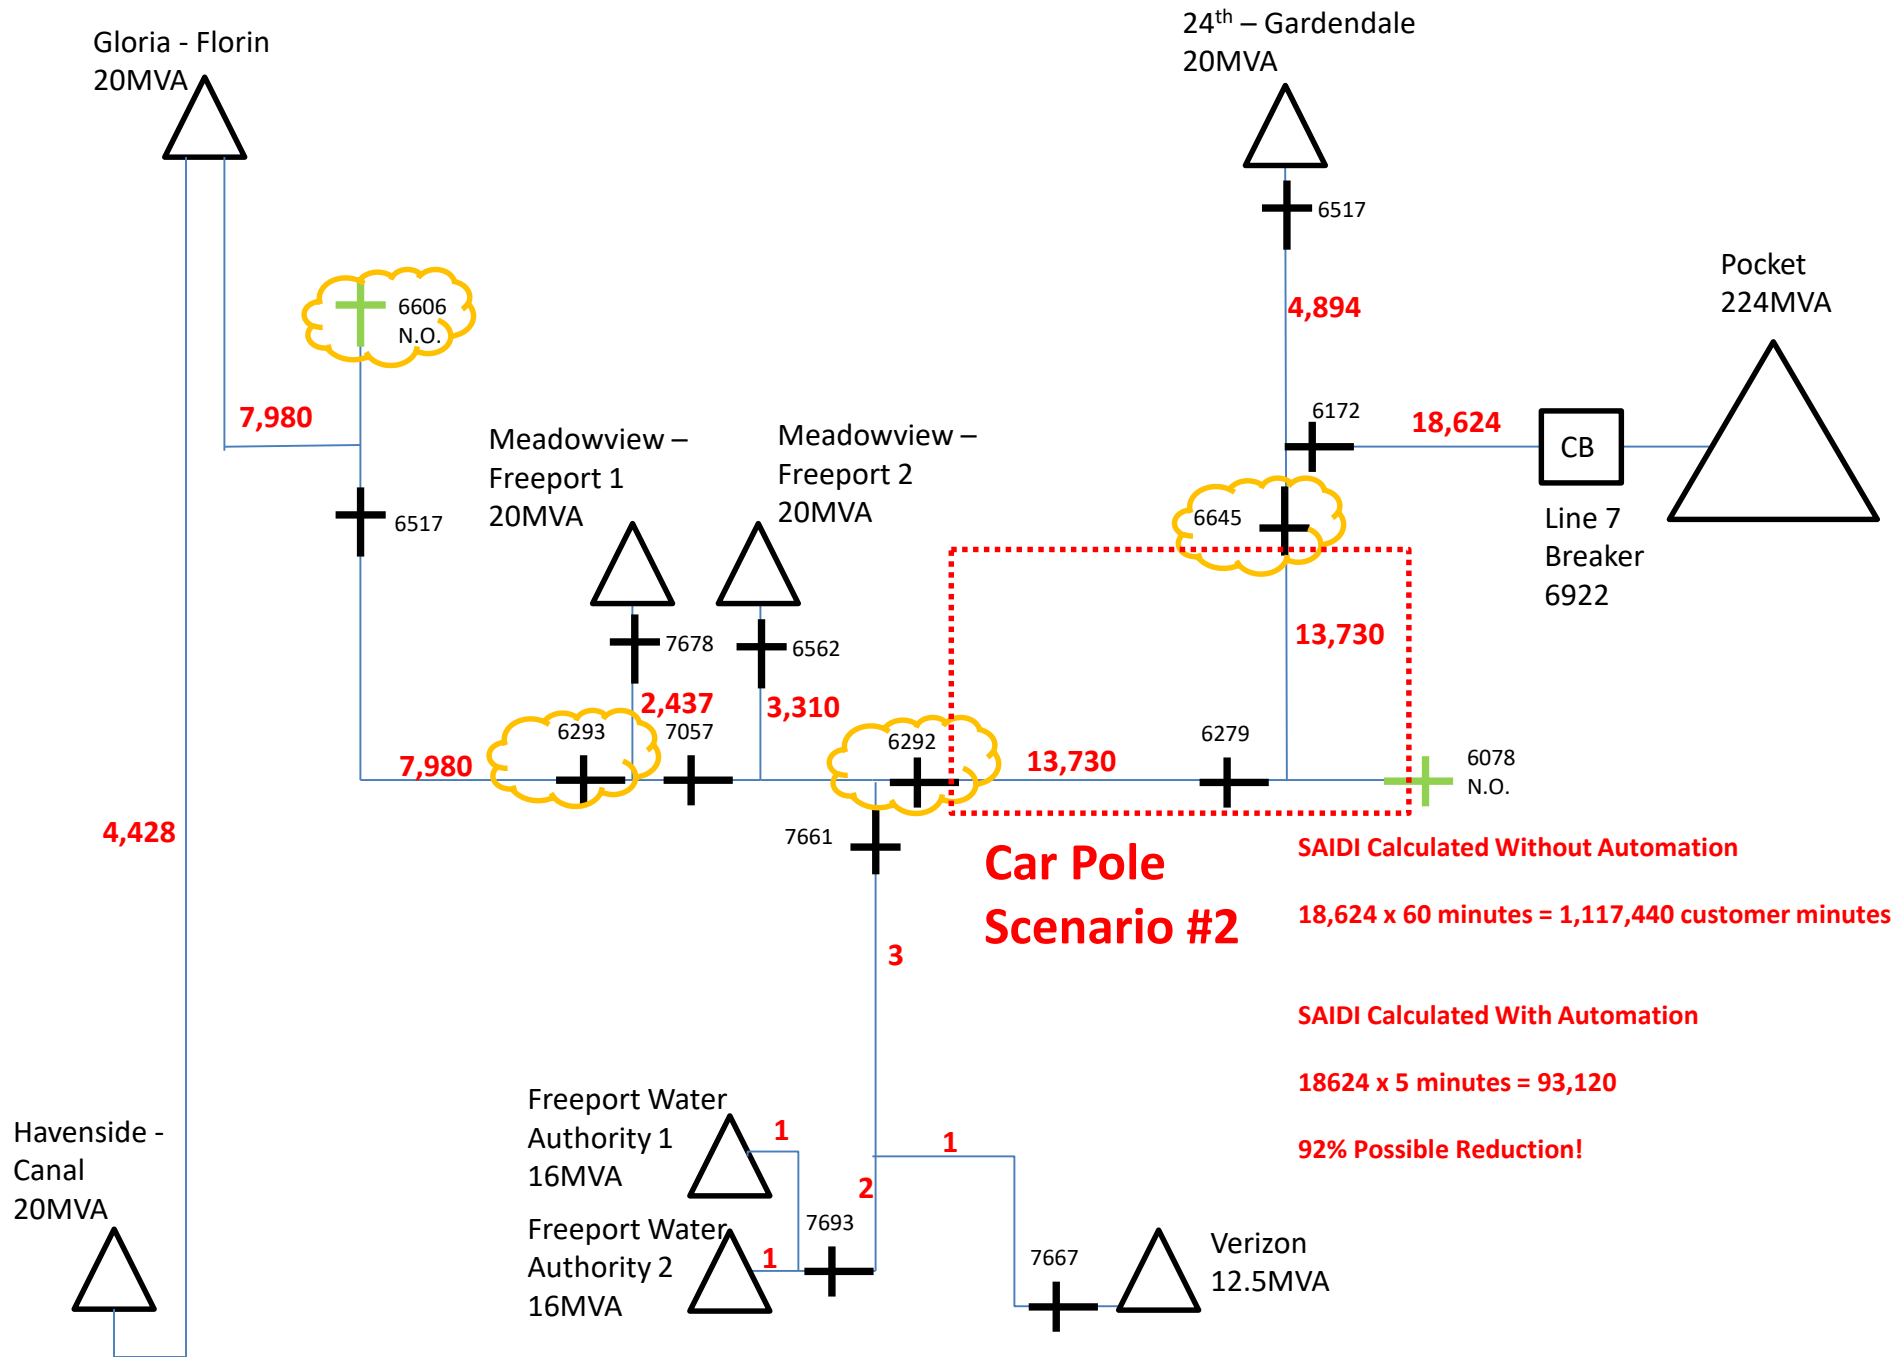 Gloria - Florin
20MVA
24th – Gardendale
20MVA
6517
Pocket
224MVA
6606
N.O.
4,894
7,980
6172
18,624
CB
Meadowview –
Freeport 1
20MVA
Meadowview –
Freeport 2
20MVA
6517
6645
Line 7
Breaker
6922
7678
6562
13,730
2,437
3,310
6293
7057
6292
6279
7,980
13,730
6078
N.O.
4,428
7661
Car Pole
Scenario #2
SAIDI Calculated Without Automation
18,624 x 60 minutes = 1,117,440 customer minutes
3
SAIDI Calculated With Automation
18624 x 5 minutes = 93,120
92% Possible Reduction!
Freeport Water
Authority 1
16MVA
1
1
2
Havenside -
Canal
20MVA
Freeport Water
Authority 2
16MVA
1
7693
7667
Verizon
12.5MVA